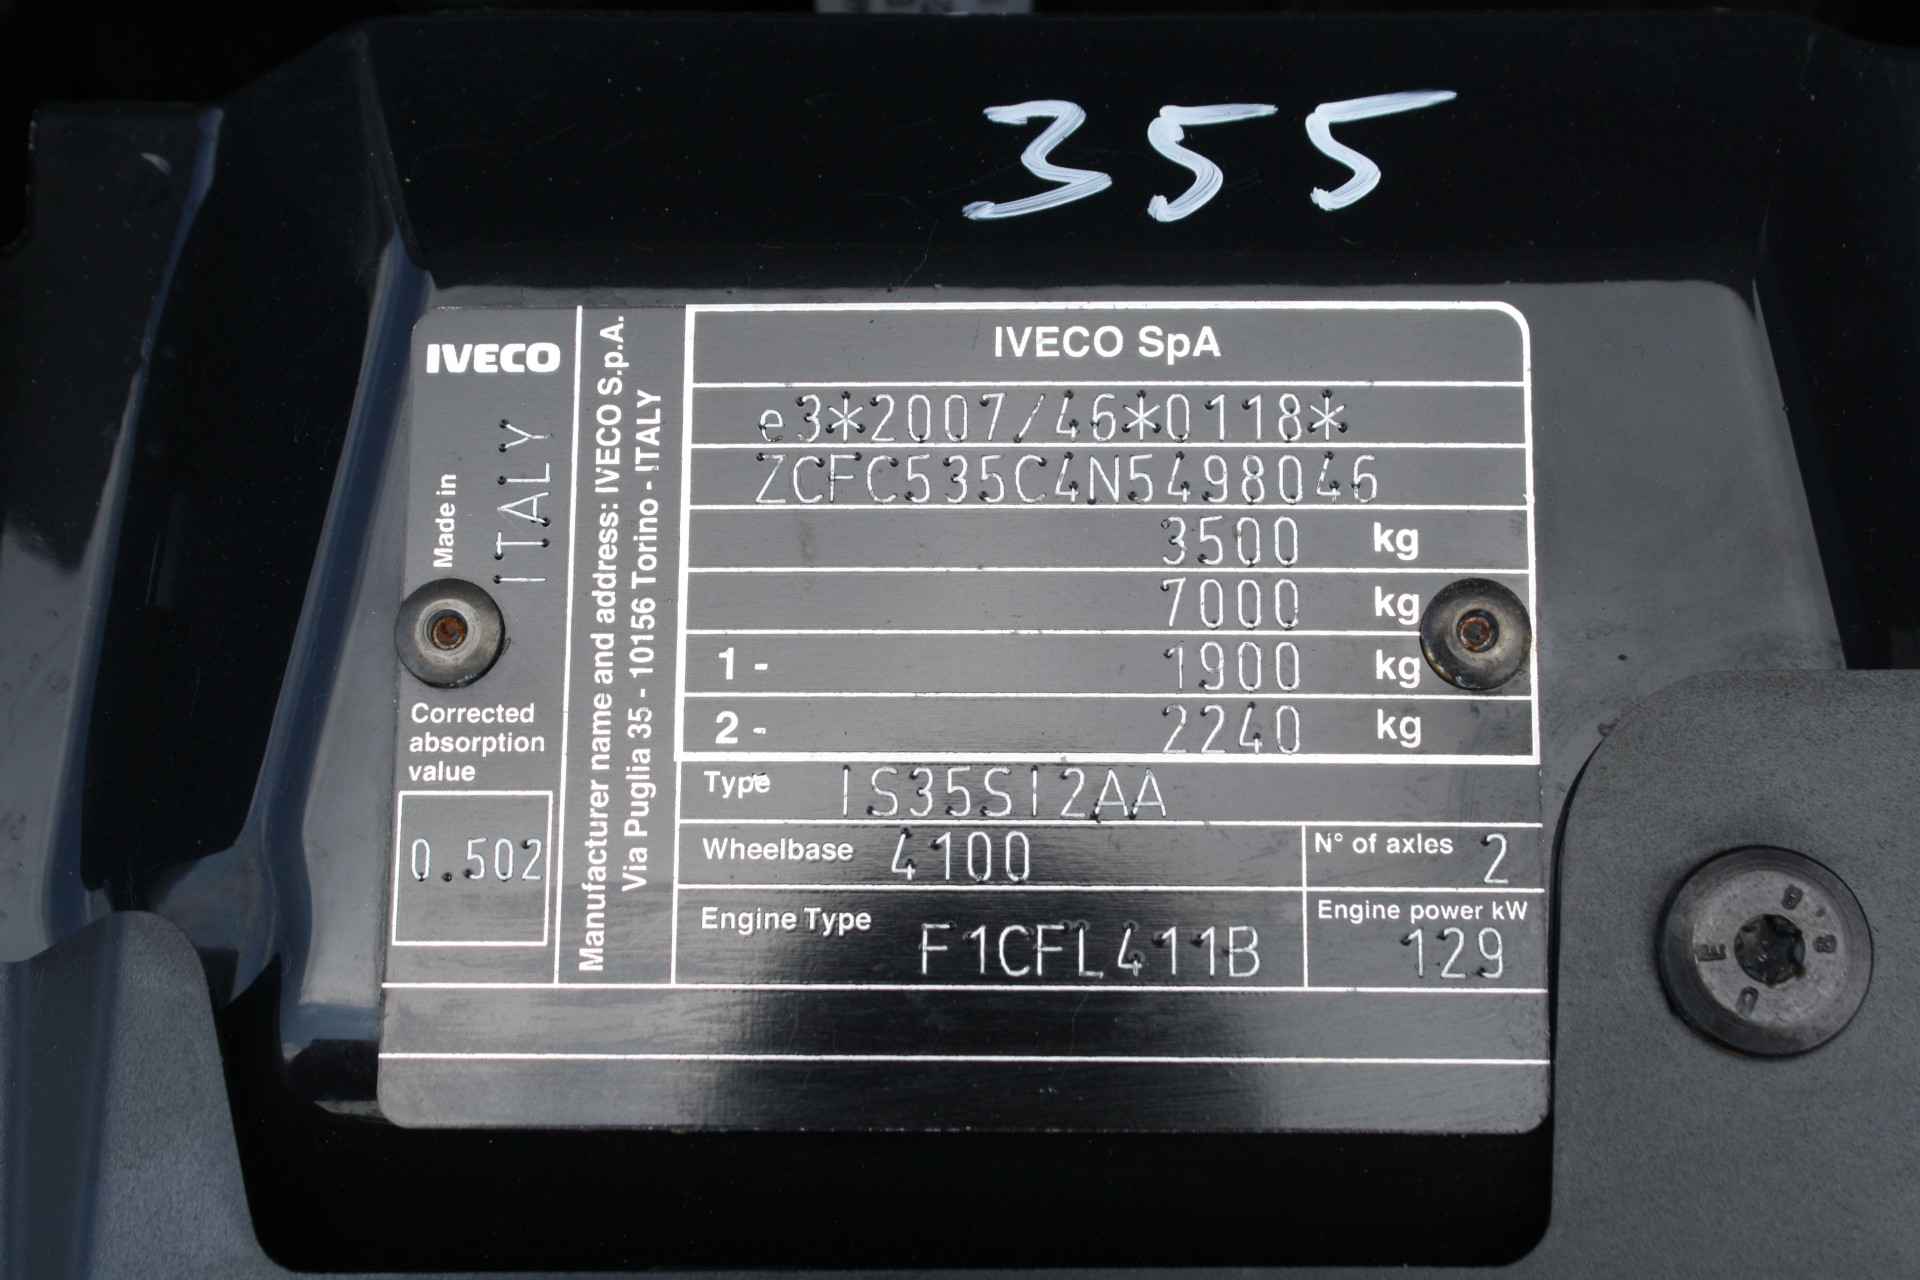 355
IVECO
Made in
ITALY
Corrected
absorption
value
0.502
Manufacturer name and address: IVECO S.p.A.
Via Puglia 35 - 10156 Torino - ITALY
IVECO SpA
e3*2007/46*0118*
ZCFC535C4N5498046
3500 kg
7000 kg
1 - 1900 kg
2 - 2240 kg
Type IS35SI2AA
Wheelbase 4100
N° of axles 2
Engine Type F1CFL411B
Engine power kW
129